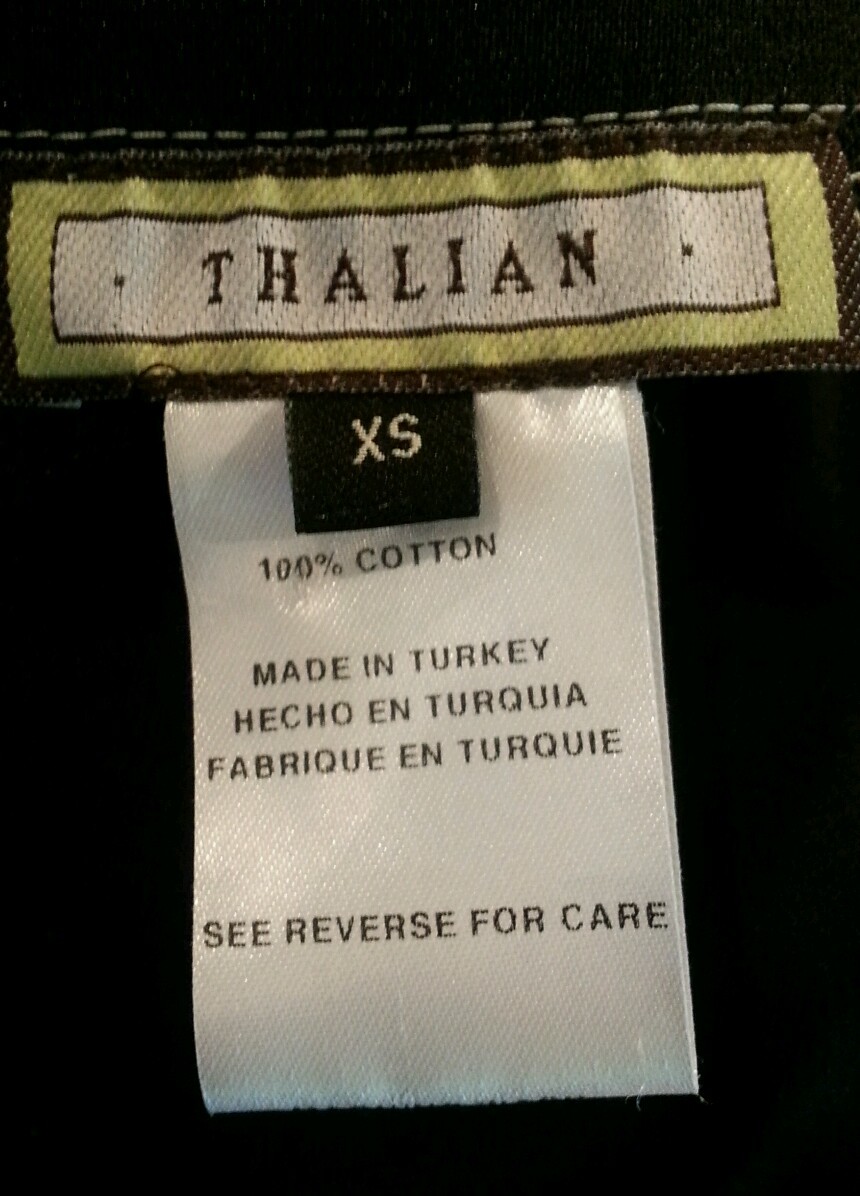 · THALIAN ·
XS
100% COTTON
MADE IN TURKEY
HECHO EN TURQUIA
FABRIQUE EN TURQUIE
SEE REVERSE FOR CARE